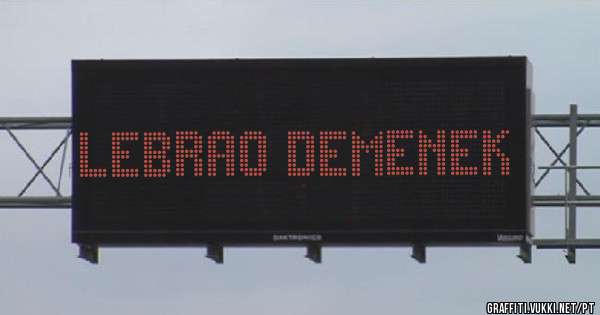 LEBRAO DEMENEK
DAKTRONICS
GRAFFITI.VUKKI.NET/PT